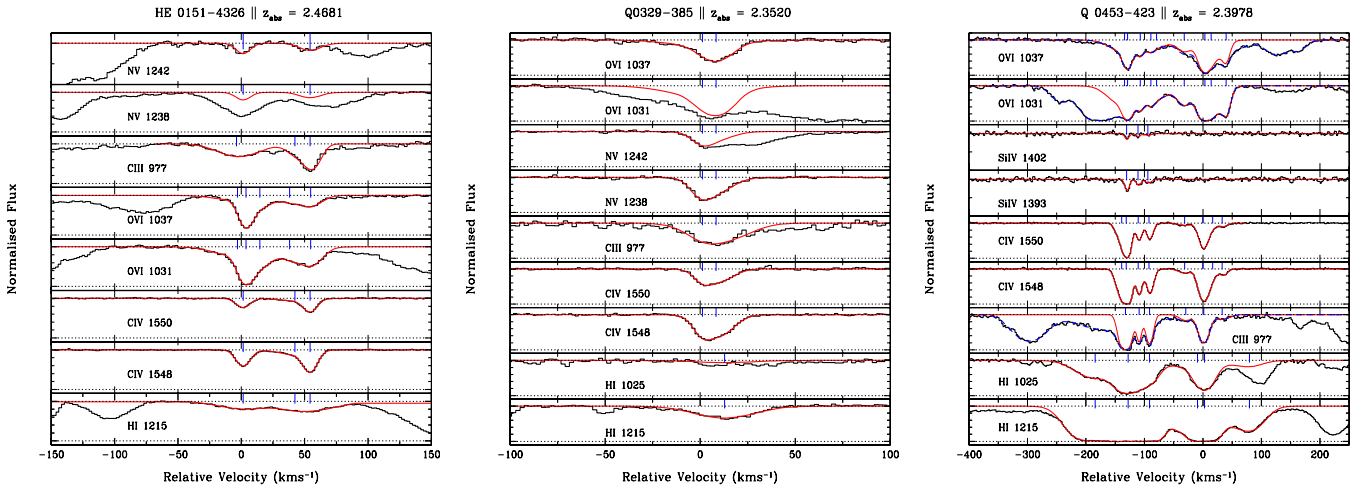 HE 0151−4326 || z_abs = 2.4681
NV 1242
NV 1238
CIII 977
OVI 1037
OVI 1031
CIV 1550
CIV 1548
HI 1215
Normalised Flux
−150 −100 −50 0 50 100 150
Relative Velocity (kms⁻¹)
Q0329−385 || z_abs = 2.3520
OVI 1037
OVI 1031
NV 1242
NV 1238
CIII 977
CIV 1550
CIV 1548
HI 1025
HI 1215
Normalised Flux
−100 −50 0 50 100
Relative Velocity (kms⁻¹)
Q 0453−423 || z_abs = 2.3978
OVI 1037
OVI 1031
SiIV 1402
SiIV 1393
CIV 1550
CIV 1548
CIII 977
HI 1025
HI 1215
Normalised Flux
−400 −300 −200 −100 0 100 200
Relative Velocity (kms⁻¹)